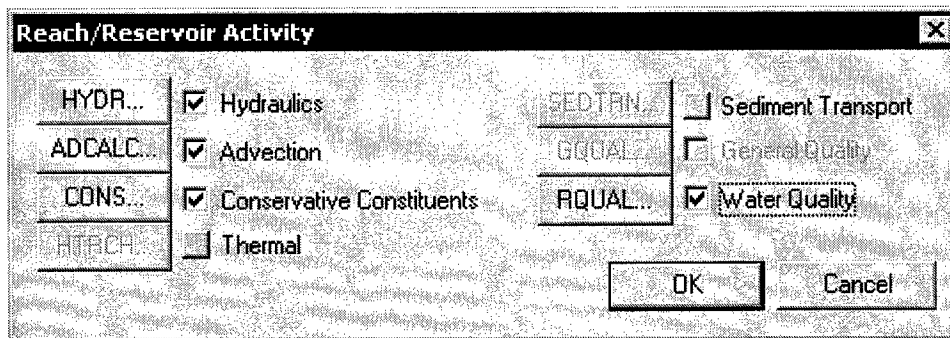 Reach/Reservoir Activity
HYDR... Hydraulics
ADCALC... Advection
CONS... Conservative Constituents
HTRCH... Thermal
SEDTRN... Sediment Transport
GQUAL... General Quality
RQUAL... Water Quality
OK Cancel